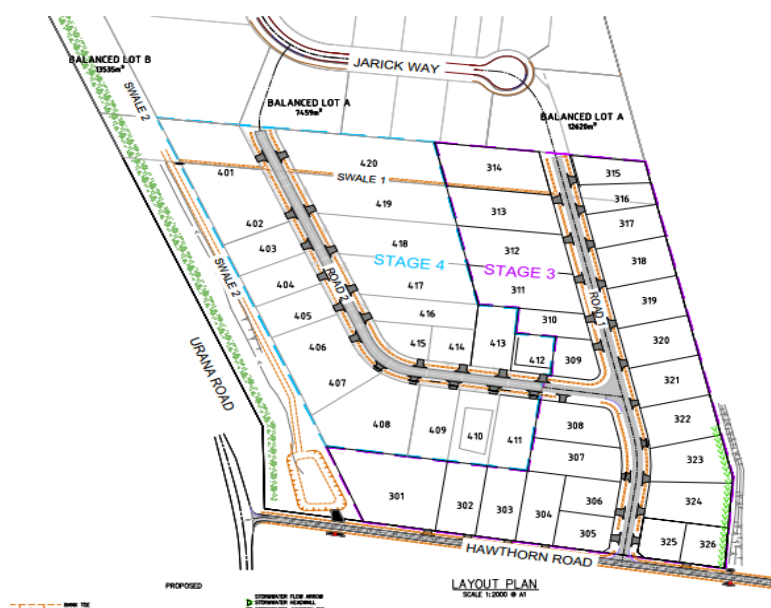 BALANCED LOT B
13535m²
SWALE 2
JARICK WAY
BALANCED LOT A
7459m²
BALANCED LOT A
12620m²
401
420
SWALE 1
314
315
316
419
313
317
402
418
312
318
403
STAGE 4
STAGE 3
SWALE 2
404
ROAD 2
417
311
ROAD 1
319
405
416
310
320
URANA ROAD
406
415
414
413
412
309
321
407
408
409
410
411
308
322
307
323
301
302
303
304
306
324
305
325
326
HAWTHORN ROAD
PROPOSED
LAYOUT PLAN
SCALE 1:2000 @ A1
STORMWATER FLOW ARROW
STORMWATER HEADWALL
BANK TOE